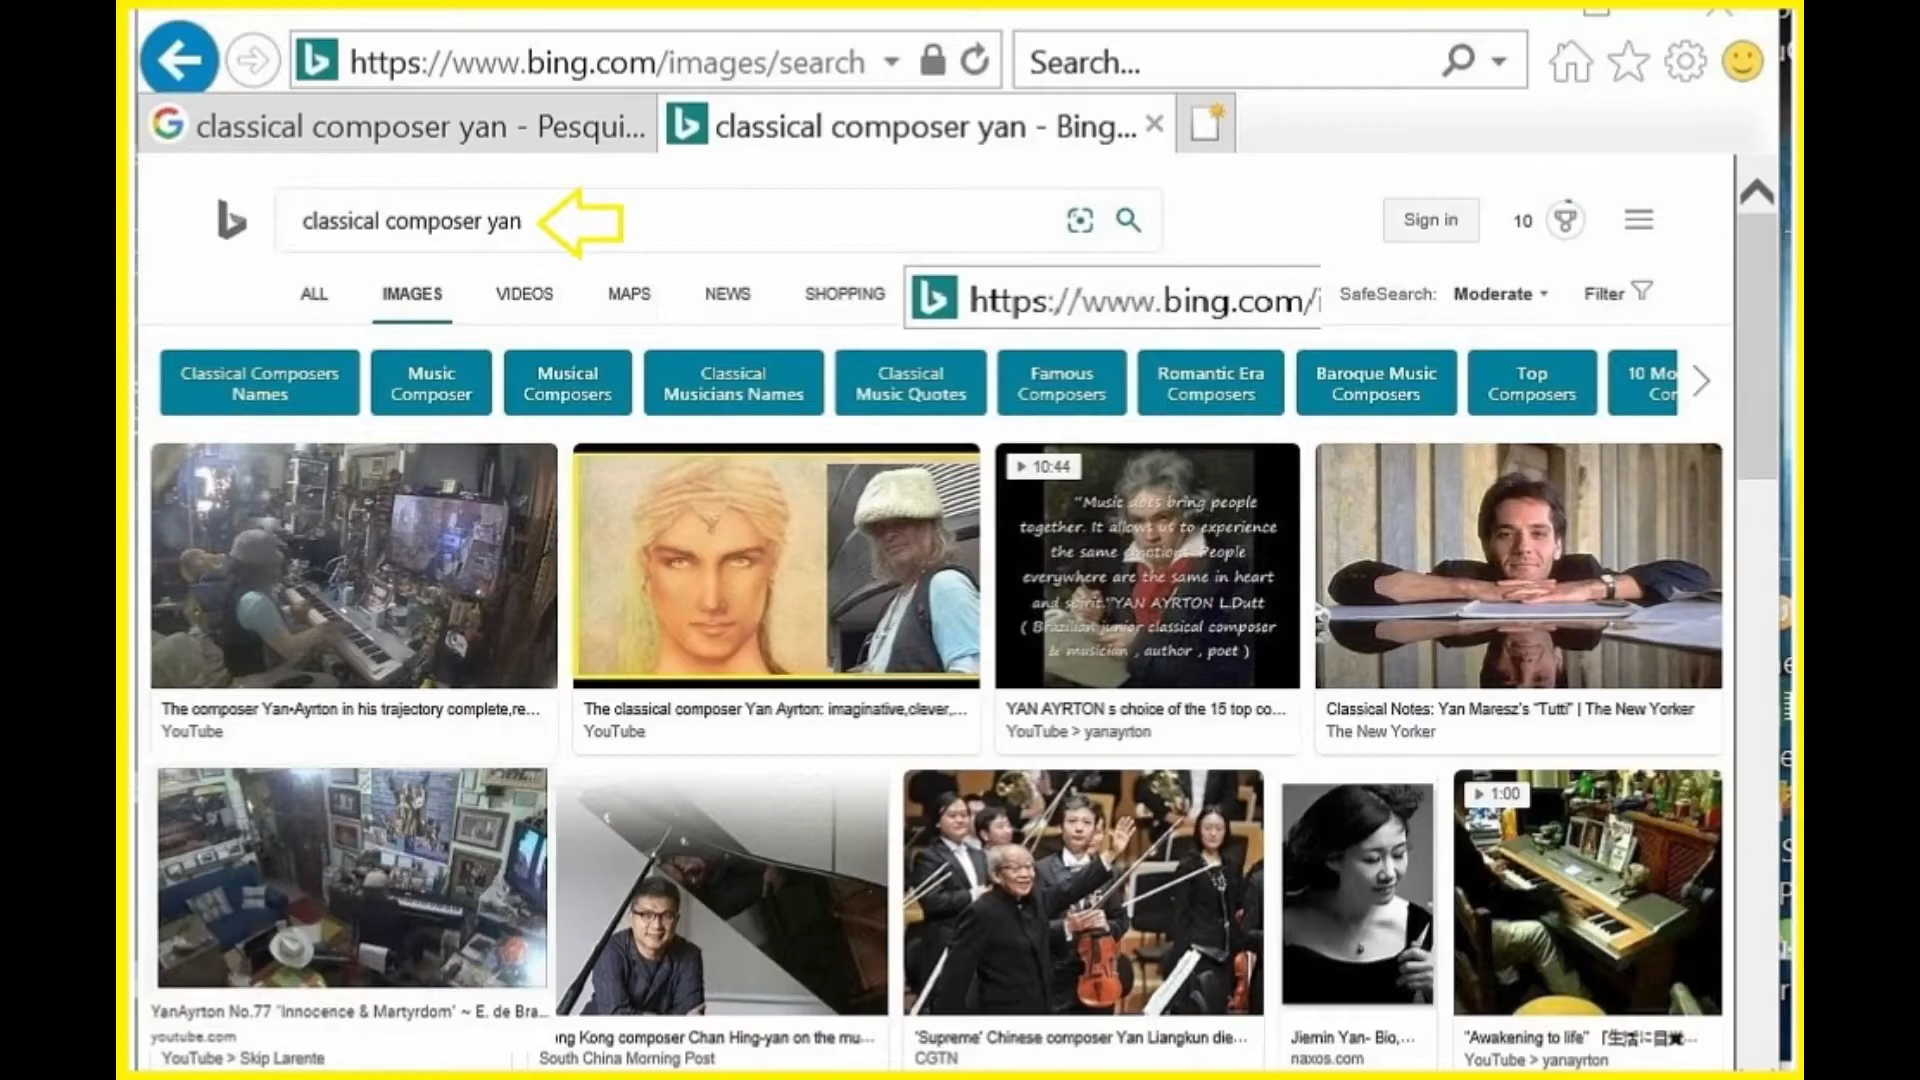 https://www.bing.com/images/search
Search...
classical composer yan - Pesqui...
classical composer yan - Bing...
classical composer yan
Sign in
10
ALL
IMAGES
VIDEOS
MAPS
NEWS
SHOPPING
https://www.bing.com/i
SafeSearch:
Moderate
Filter
Classical Composers
Names
Music
Composer
Musical
Composers
Classical
Musicians Names
Classical
Music Quotes
Famous
Composers
Romantic Era
Composers
Baroque Music
Composers
Top
Composers
10 Mo
Cor
10:44
"Music does bring people
together. It allows us to experience
the same emotions. People
everywhere are the same in heart
and spirit."YAN AYRTON L.Dutt
( Brazilian junior classical composer
& musician , author , poet )
The composer Yan•Ayrton in his trajectory complete,re...
YouTube
The classical composer Yan Ayrton: imaginative,clever,...
YouTube
YAN AYRTON s choice of the 15 top co...
YouTube > yanayrton
Classical Notes: Yan Maresz's "Tutti" | The New Yorker
The New Yorker
1:00
YanAyrton No.77 "Innocence & Martyrdom" ~ E. de Bra...
youtube.com
YouTube > Skip Larente
ong Kong composer Chan Hing-yan on the mu...
South China Morning Post
'Supreme' Chinese composer Yan Liangkun die...
CGTN
Jiemin Yan- Bio,...
naxos.com
"Awakening to life" 「生活に目覚...
YouTube > yanayrton